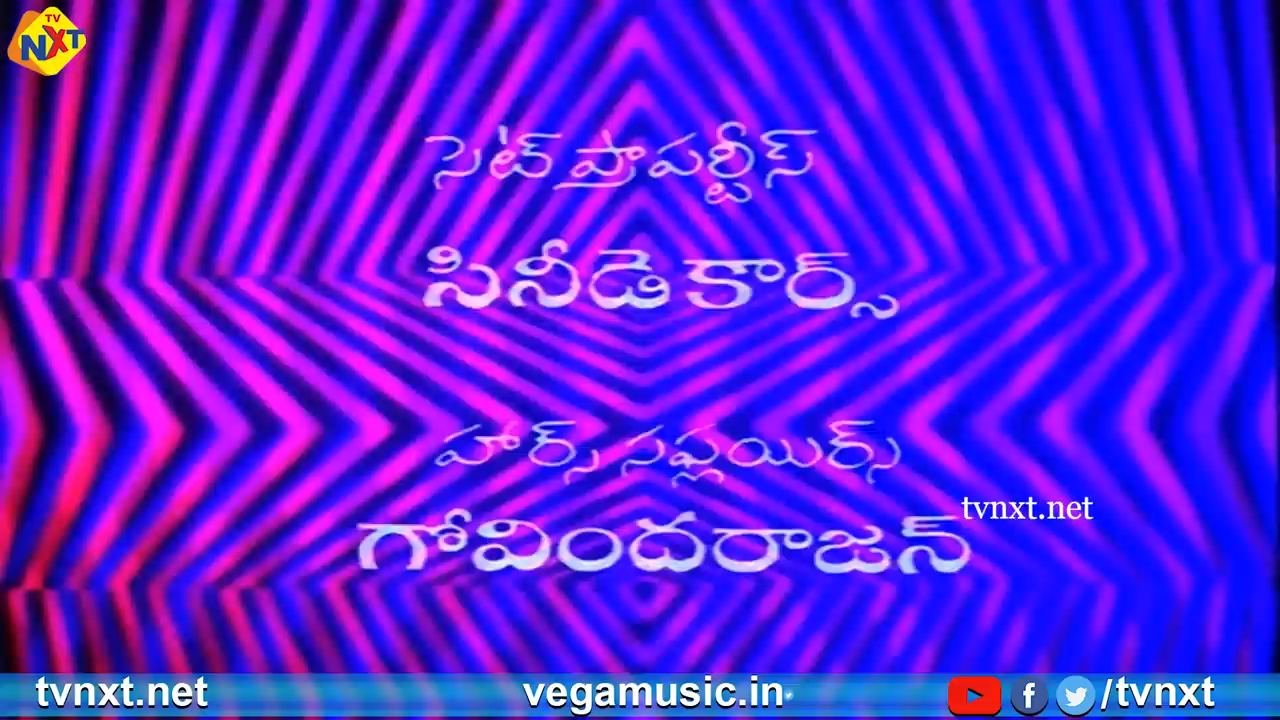 TV
NXT
సెట్ ప్రాపర్టీస్
సినీడెకార్స్
హార్స్ సప్లయిర్స్
గోవిందరాజన్
tvnxt.net
tvnxt.net vegamusic.in /tvnxt